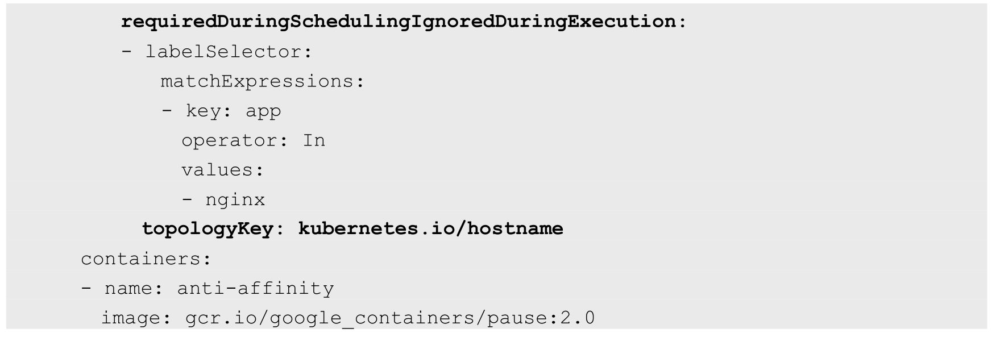 requiredDuringSchedulingIgnoredDuringExecution:
- labelSelector:
matchExpressions:
- key: app
operator: In
values:
- nginx
topologyKey: kubernetes.io/hostname
containers:
- name: anti-affinity
image: gcr.io/google_containers/pause:2.0